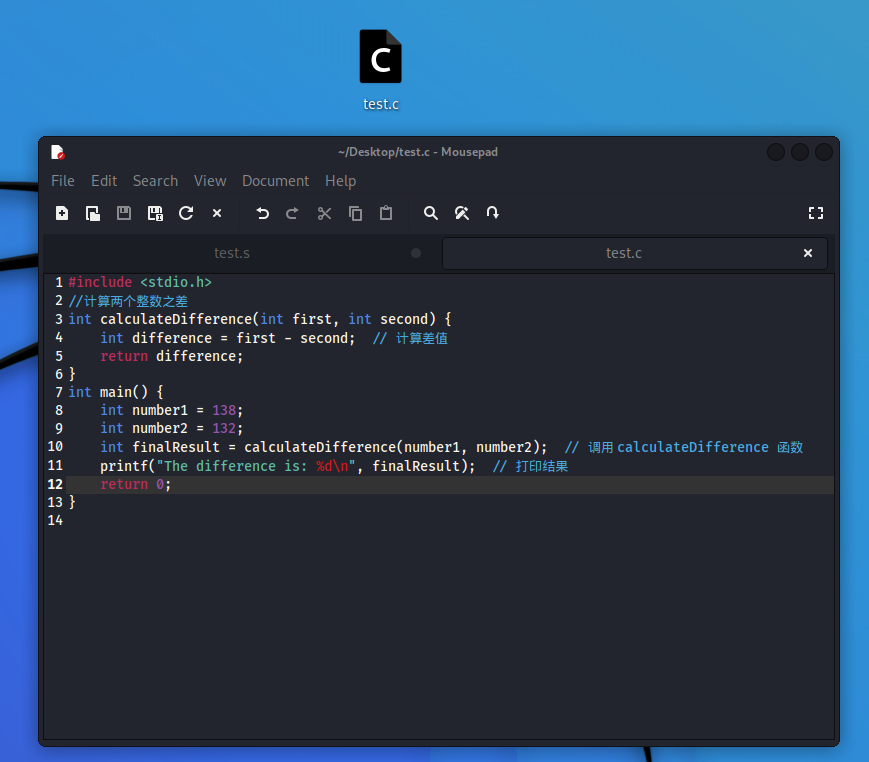 C
test.c
~/Desktop/test.c - Mousepad
File Edit Search View Document Help
test.s test.c
1 #include <stdio.h>
2 //计算两个整数之差
3 int calculateDifference(int first, int second) {
4     int difference = first - second;  // 计算差值
5     return difference;
6 }
7 int main() {
8     int number1 = 138;
9     int number2 = 132;
10     int finalResult = calculateDifference(number1, number2);  // 调用 calculateDifference 函数
11     printf("The difference is: %d\n", finalResult);  // 打印结果
12     return 0;
13 }
14